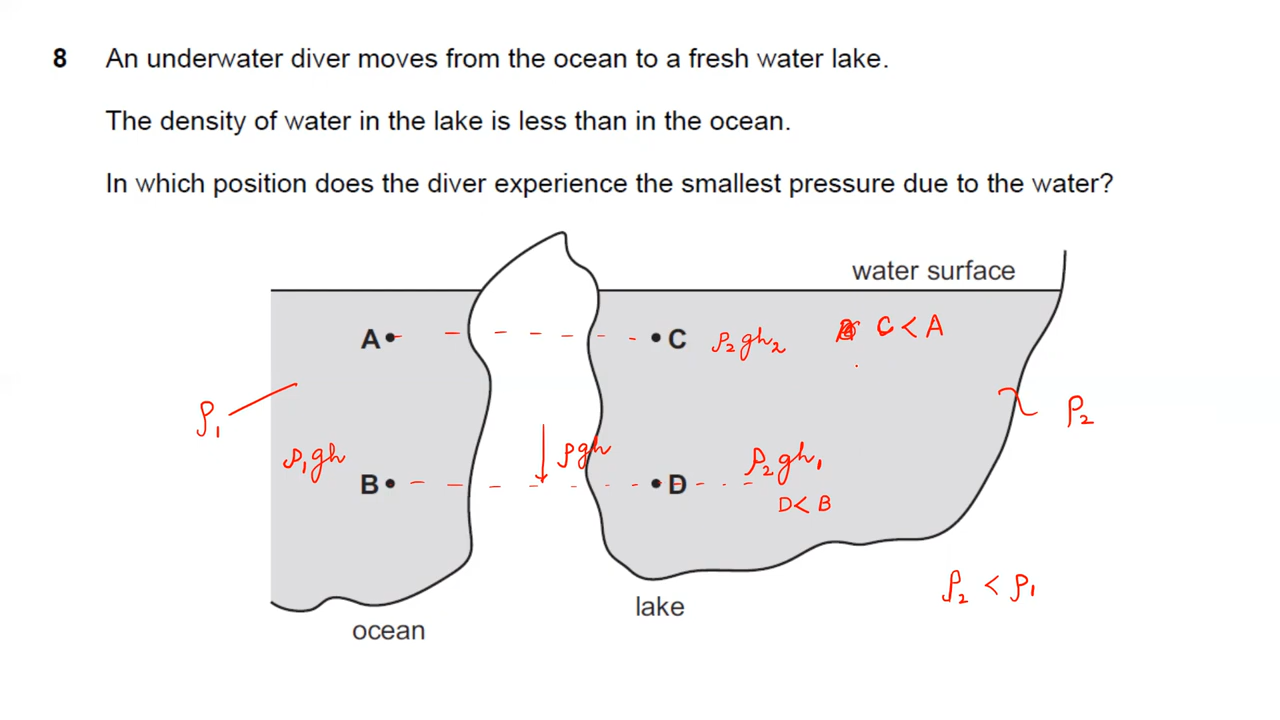 8 An underwater diver moves from the ocean to a fresh water lake.
The density of water in the lake is less than in the ocean.
In which position does the diver experience the smallest pressure due to the water?
water surface
A
C
ρ₂gh₂
C < A
ρ₁
ρ₂
ρ₁gh
ρgh
ρ₂gh₁
B
D
D < B
ρ₂ < ρ₁
lake
ocean